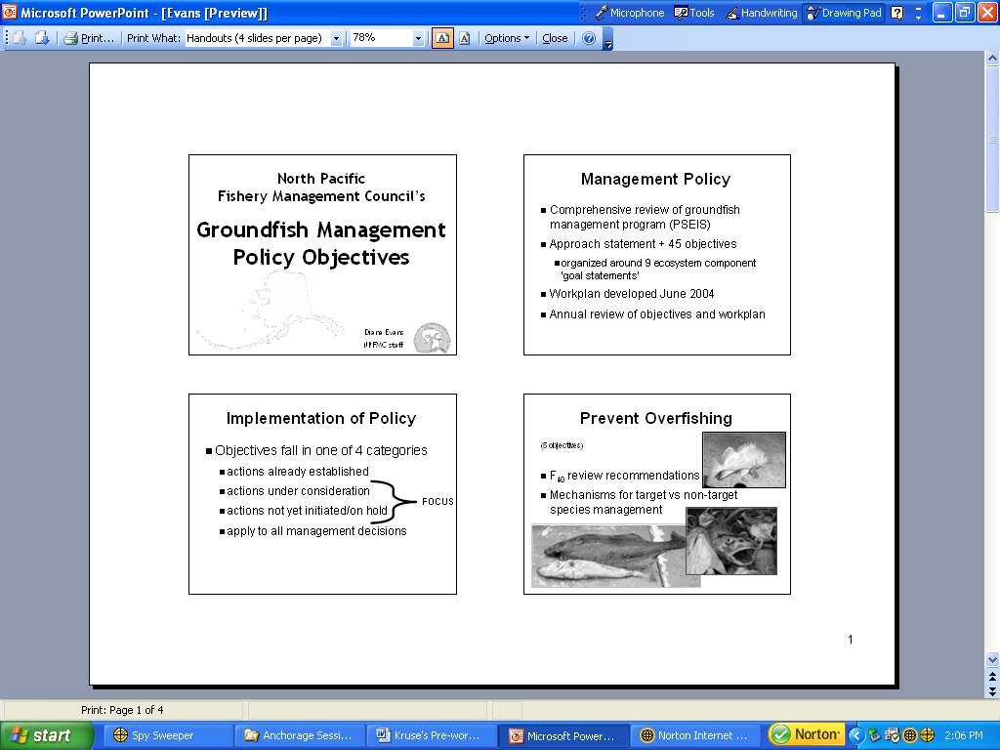 Microsoft PowerPoint - [Evans [Preview]]
Microphone Tools Handwriting Drawing Pad
Print... Print What: Handouts (4 slides per page) 78% Options Close
North Pacific
Fishery Management Council's
Groundfish Management
Policy Objectives
Diane Evans
NPFMC staff
Management Policy
■ Comprehensive review of groundfish
management program (PSEIS)
■ Approach statement + 45 objectives
■ organized around 9 ecosystem component
'goal statements'
■ Workplan developed June 2004
■ Annual review of objectives and workplan
Implementation of Policy
■ Objectives fall in one of 4 categories
■ actions already established
■ actions under consideration
■ actions not yet initiated/on hold
FOCUS
■ apply to all management decisions
Prevent Overfishing
(5 objectives)
■ F40 review recommendations
■ Mechanisms for target vs non-target
species management
1
Print: Page 1 of 4
start Spy Sweeper Anchorage Sessi... Kruse's Pre-wor... Microsoft Power... Norton Internet ... Norton 2:06 PM